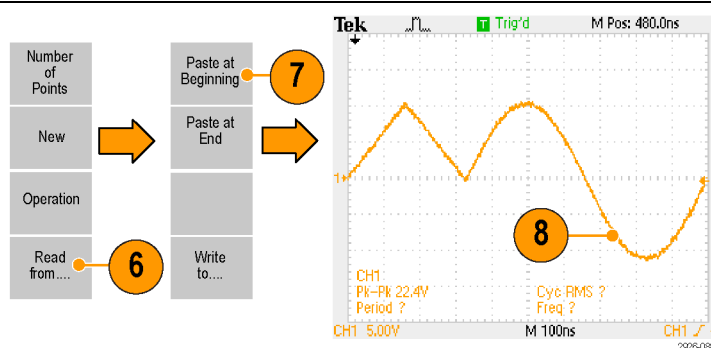 Number
of
Points
New
Operation
Read
from....
6
Paste at
Beginning
7
Paste at
End
Write
to....
Tek Trig'd M Pos: 480.0ns
1
8
CH1
Pk-Pk 22.4V Cyc RMS ?
Period ? Freq ?
CH1 5.00V M 100ns CH1